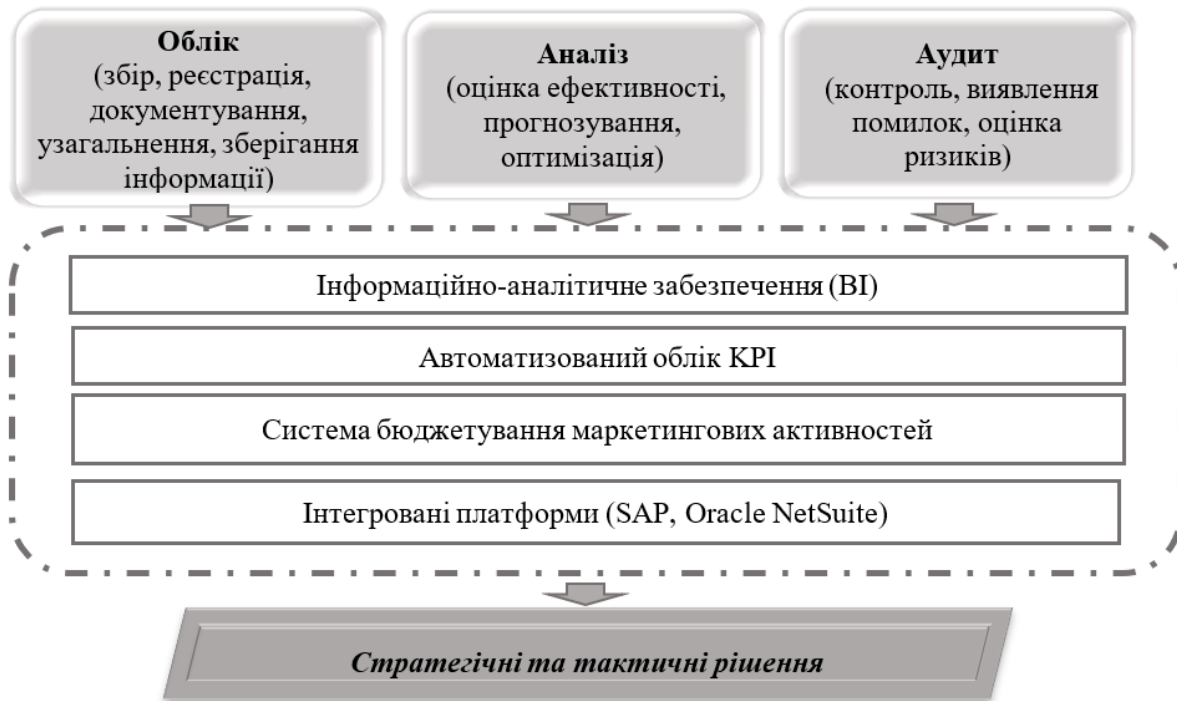 Облік
(збір, реєстрація,
документування,
узагальнення, зберігання
інформації)
Аналіз
(оцінка ефективності,
прогнозування,
оптимізація)
Аудит
(контроль, виявлення
помилок, оцінка
ризиків)
Інформаційно-аналітичне забезпечення (BI)
Автоматизований облік KPI
Система бюджетування маркетингових активностей
Інтегровані платформи (SAP, Oracle NetSuite)
Стратегічні та тактичні рішення